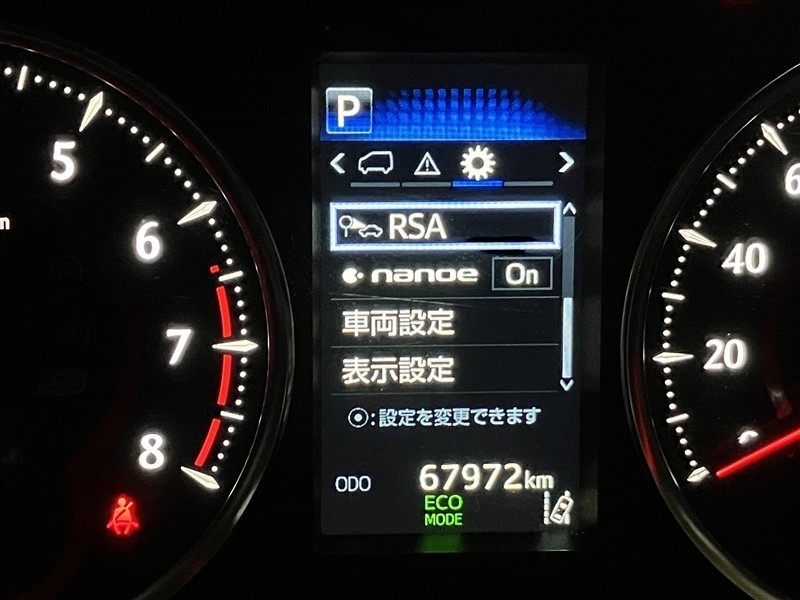 P
RSA
nanoe On
車両設定
表示設定
⦿:設定を変更できます
ODO 67972km
ECO
MODE
5
6
7
8
6
40
20